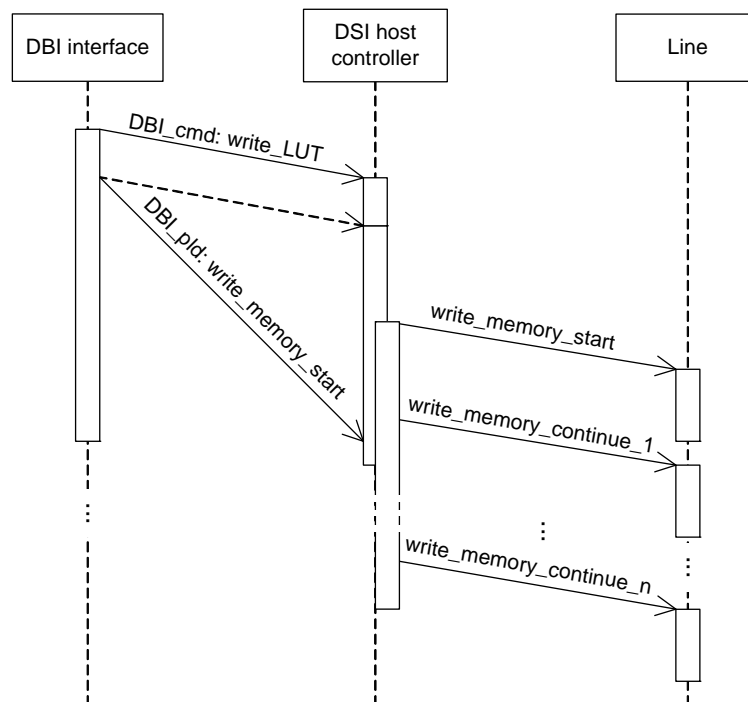 DBI interface
DSI host
controller
Line
DBI_cmd: write_LUT
DBI_pld: write_memory_start
write_memory_start
write_memory_continue_1
...
...
...
write_memory_continue_n